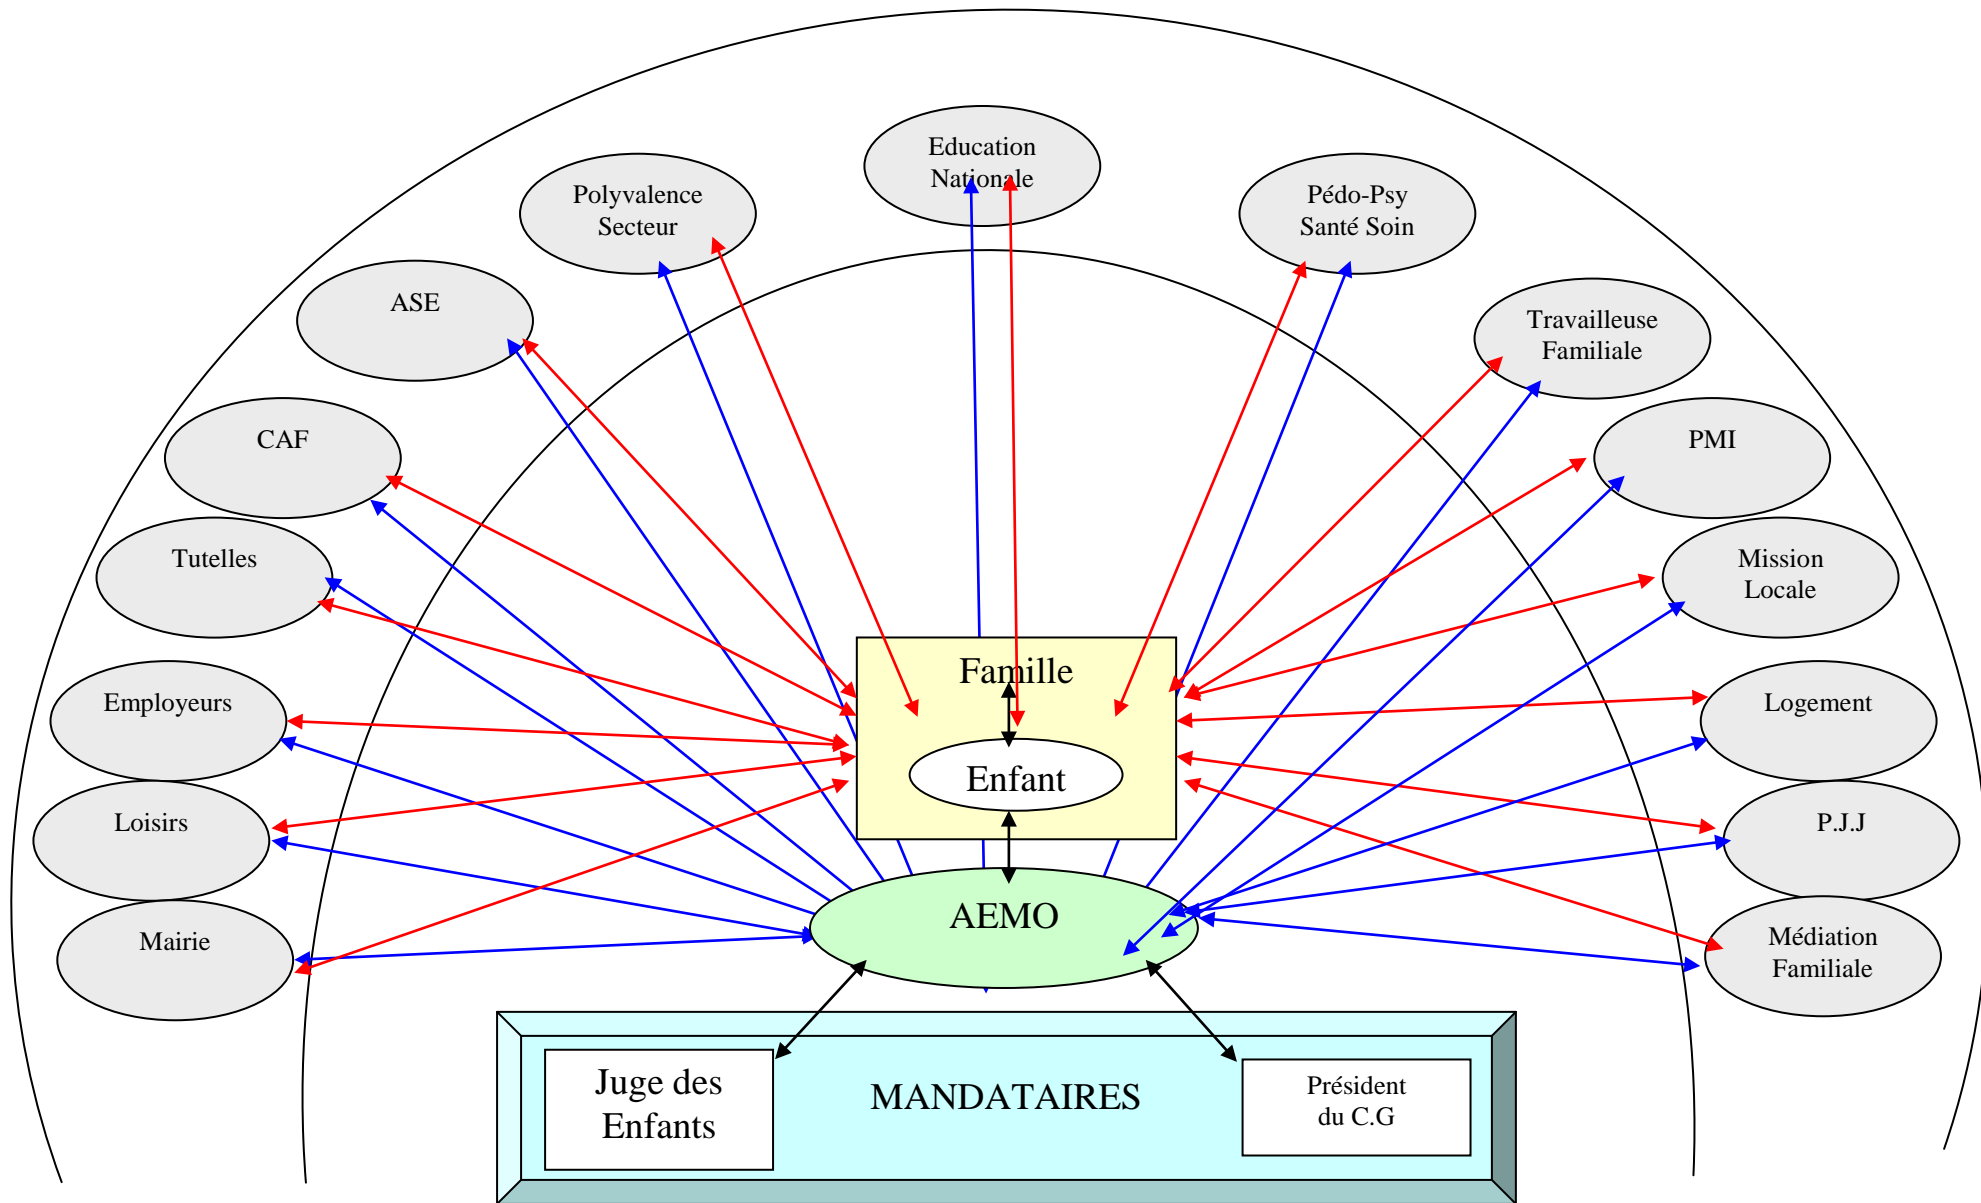 Education
Nationale
Polyvalence
Secteur
Pédo-Psy
Santé Soin
ASE
Travailleuse
Familiale
CAF
PMI
Tutelles
Mission
Locale
Employeurs
Famille
Logement
Enfant
Loisirs
P.J.J
Mairie
AEMO
Médiation
Familiale
Juge des
Enfants
MANDATAIRES
Président
du C.G